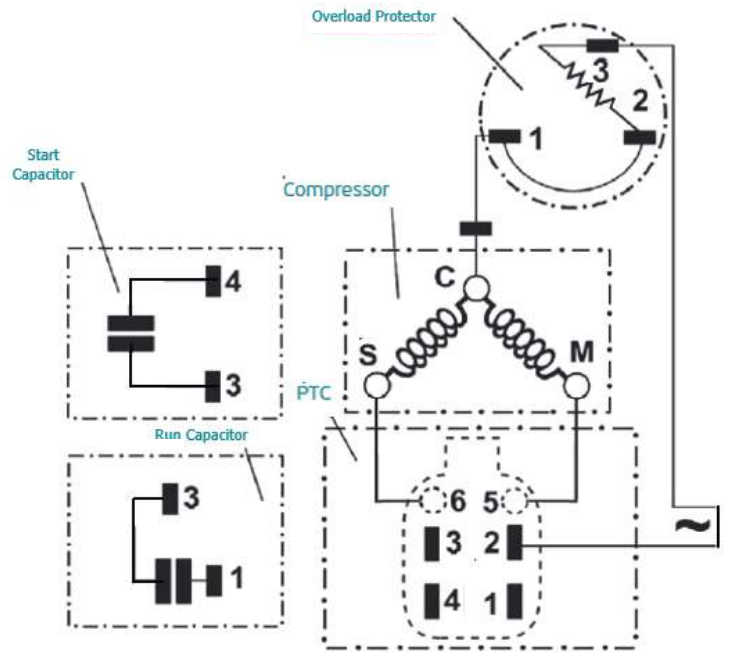 Overload Protector
3
2
1
Start
Capacitor
Compressor
4
3
C
S
M
PTC
Run Capacitor
3
1
6 5
3 2
4 1
~